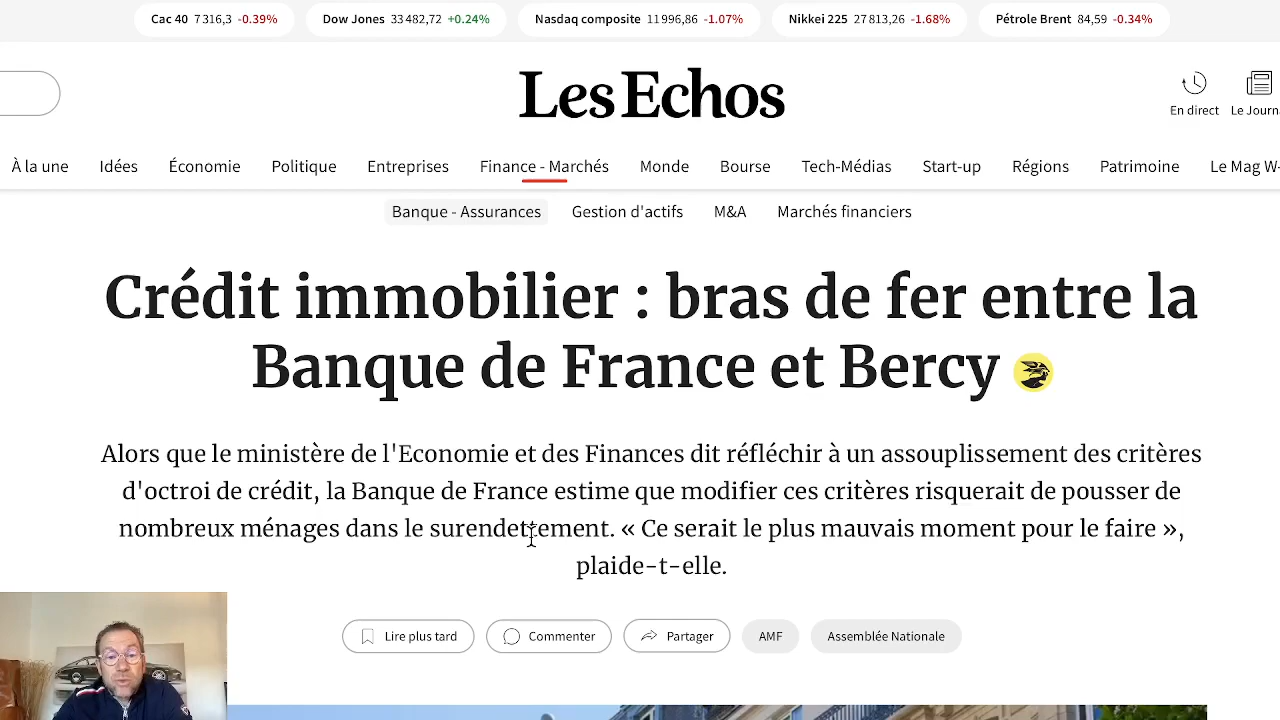 Cac 40 7 316,3 -0.39% Dow Jones 33 482,72 +0.24% Nasdaq composite 11 996,86 -1.07% Nikkei 225 27 813,26 -1.68% Pétrole Brent 84,59 -0.34%
Les Echos
En direct Le Journa
À la une Idées Économie Politique Entreprises Finance - Marchés Monde Bourse Tech-Médias Start-up Régions Patrimoine Le Mag W-
Banque - Assurances Gestion d'actifs M&A Marchés financiers
Crédit immobilier : bras de fer entre la
Banque de France et Bercy
Alors que le ministère de l'Economie et des Finances dit réfléchir à un assouplissement des critères
d'octroi de crédit, la Banque de France estime que modifier ces critères risquerait de pousser de
nombreux ménages dans le surendettement. « Ce serait le plus mauvais moment pour le faire »,
plaide-t-elle.
Lire plus tard Commenter Partager AMF Assemblée Nationale